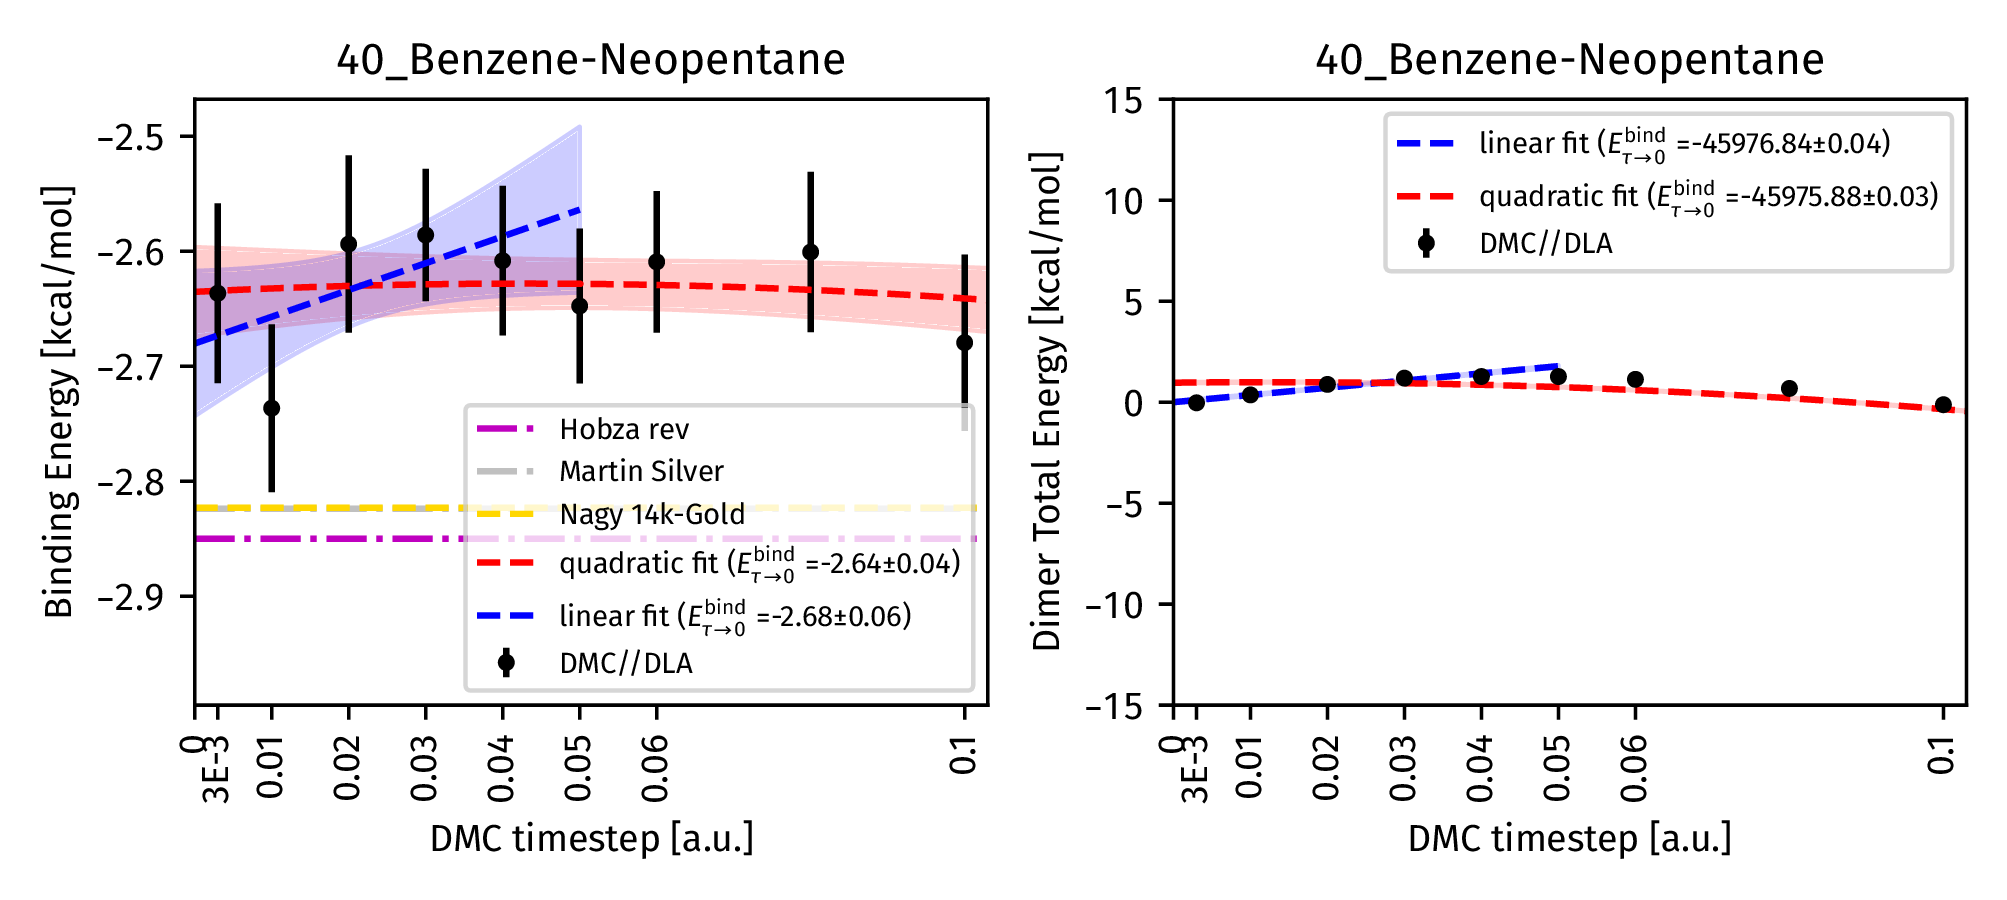 40_Benzene-Neopentane
Binding Energy [kcal/mol]
−2.5
−2.6
−2.7
−2.8
−2.9
Hobza rev
Martin Silver
Nagy 14k-Gold
quadratic fit (E^bind_τ→0 =-2.64±0.04)
linear fit (E^bind_τ→0 =-2.68±0.06)
DMC//DLA
0
3E-3
0.01
0.02
0.03
0.04
0.05
0.06
0.1
DMC timestep [a.u.]
40_Benzene-Neopentane
Dimer Total Energy [kcal/mol]
15
10
5
0
−5
−10
−15
linear fit (E^bind_τ→0 =-45976.84±0.04)
quadratic fit (E^bind_τ→0 =-45975.88±0.03)
DMC//DLA
0
3E-3
0.01
0.02
0.03
0.04
0.05
0.06
0.1
DMC timestep [a.u.]